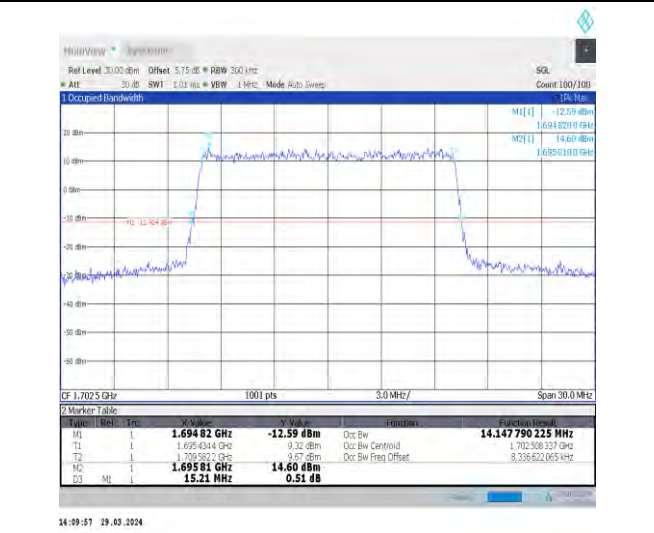 MultiView Spectrum
Ref Level 30.00 dBm Offset 5.75 dB RBW 300 kHz SGL
Att 30 dB SWT 1.01 ms VBW 1 MHz Mode Auto Sweep Count 100/100
1 Occupied Bandwidth 1Pk Max
M1[1] -12.59 dBm
1.694820 0 GHz
20 dBm M2[1] 14.60 dBm
1.695810 0 GHz
10 dBm
0 dBm
-10 dBm
-20 dBm
-30 dBm
-40 dBm
-50 dBm
-60 dBm
CF 1.7025 GHz 1001 pts 3.0 MHz/ Span 30.0 MHz
2 Marker Table
Type Ref Trc X Value Y Value Function Function Result
M1 1 1.694 82 GHz -12.59 dBm Occ Bw 14.147 790 225 MHz
T1 1 1.6954344 GHz 9.32 dBm Occ Bw Centroid 1.702 508 337 GHz
T2 1 1.7095822 GHz 9.67 dBm Occ Bw Freq Offset 8.336 622 065 kHz
M2 1 1.695 81 GHz 14.60 dBm
D3 M1 1 15.21 MHz 0.51 dB
14:09:57 29.03.2024